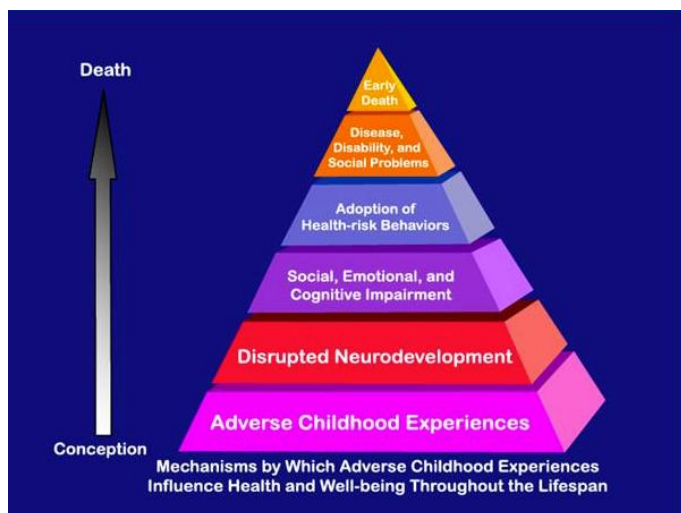 Death
Early
Death
Disease,
Disability, and
Social Problems
Adoption of
Health-risk Behaviors
Social, Emotional, and
Cognitive Impairment
Disrupted Neurodevelopment
Adverse Childhood Experiences
Conception
Mechanisms by Which Adverse Childhood Experiences
Influence Health and Well-being Throughout the Lifespan